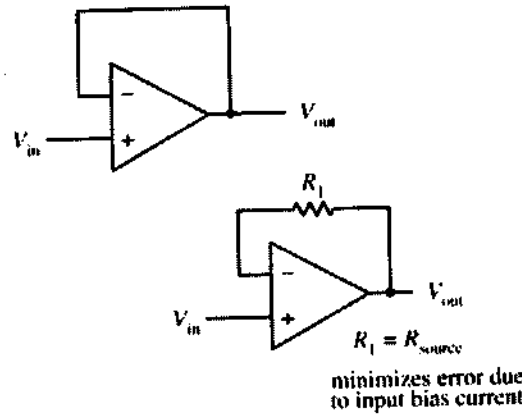 −
V_in
+
V_out
R_1
−
V_in
+
V_out
R_1 = R_source
minimizes error due
to input bias current